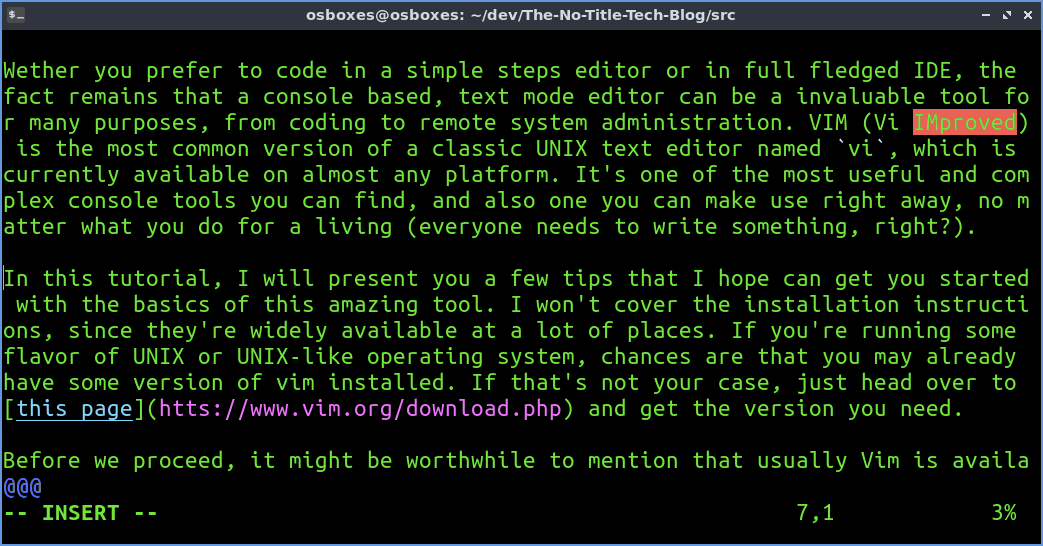 osboxes@osboxes: ~/dev/The-No-Title-Tech-Blog/src
Wether you prefer to code in a simple steps editor or in full fledged IDE, the
fact remains that a console based, text mode editor can be a invaluable tool fo
r many purposes, from coding to remote system administration. VIM (Vi IMproved)
 is the most common version of a classic UNIX text editor named `vi`, which is
currently available on almost any platform. It's one of the most useful and com
plex console tools you can find, and also one you can make use right away, no m
atter what you do for a living (everyone needs to write something, right?).
In this tutorial, I will present you a few tips that I hope can get you started
 with the basics of this amazing tool. I won't cover the installation instructi
ons, since they're widely available at a lot of places. If you're running some
flavor of UNIX or UNIX-like operating system, chances are that you may already
have some version of vim installed. If that's not your case, just head over to
[this page](htts://www.vim.org/download.php) and get the version you need.
Before we proceed, it might be worthwhile to mention that usually Vim is availa
@@@
-- INSERT -- 7,1 3%